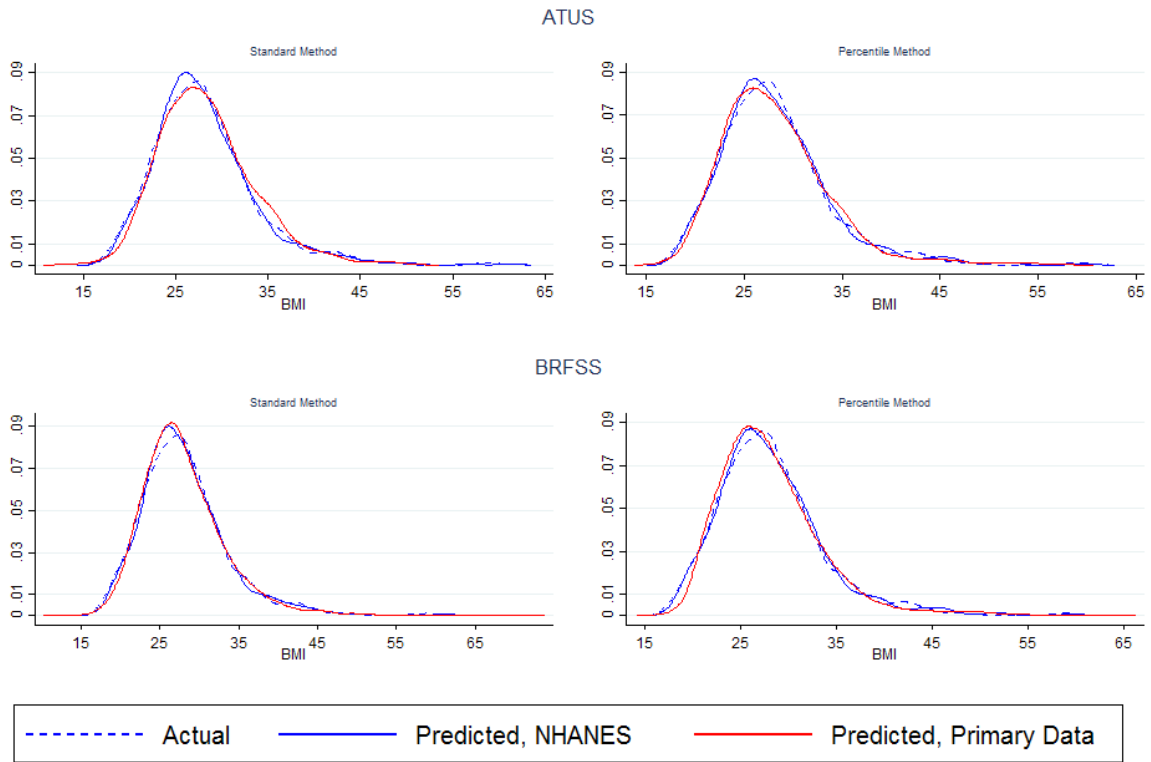 ATUS
Standard Method
Percentile Method
.09
.07
.05
.03
.01
0
15 25 35 45 55 65
BMI
.09
.07
.05
.03
.01
0
15 25 35 45 55 65
BMI
BRFSS
Standard Method
Percentile Method
.09
.07
.05
.03
.01
0
15 25 35 45 55 65
BMI
.09
.07
.05
.03
.01
0
15 25 35 45 55 65
BMI
Actual Predicted, NHANES Predicted, Primary Data